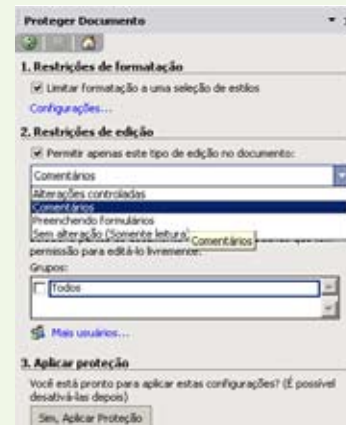 Proteger Documento
1. Restrições de formatação
Limitar formatação a uma seleção de estilos
Configurações...
2. Restrições de edição
Permitir apenas este tipo de edição no documento:
Comentários
Alterações controladas
Comentários
Preenchendo formulários
Sem alteração (Somente leitura)
Comentários
permissão para editá-lo livremente.
Grupos:
Todos
Mais usuários...
3. Aplicar proteção
Você está pronto para aplicar estas configurações? (É possível
desativá-las depois)
Sim, Aplicar Proteção